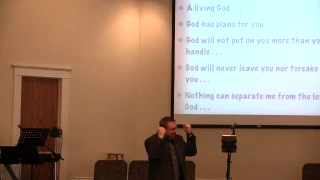 A living God . . .
God has plans for you . . .
God will not put on you more than you
handle . . .
God will never leave you nor forsake
you . . .
Nothing can separate me from the lo
God . . .